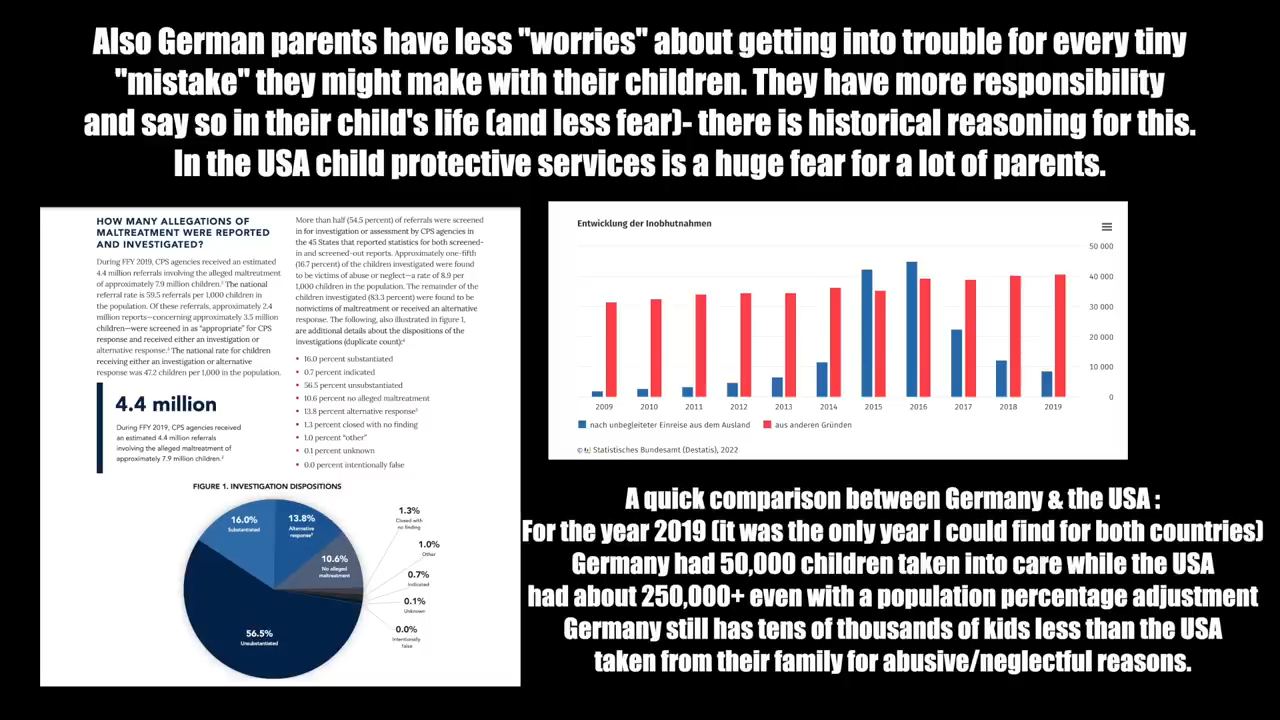 Also German parents have less "worries" about getting into trouble for every tiny
"mistake" they might make with their children. They have more responsibility
and say so in their child's life (and less fear)- there is historical reasoning for this.
In the USA child protective services is a huge fear for a lot of parents.
HOW MANY ALLEGATIONS OF
MALTREATMENT WERE REPORTED
AND INVESTIGATED?
During FFY 2019, CPS agencies received an estimated
4.4 million referrals involving the alleged maltreatment
of approximately 7.9 million children.² The national
referral rate is 59.5 referrals per 1,000 children in
the population. Of these referrals, approximately 2.4
million reports—concerning approximately 3.5 million
children—were screened in as "appropriate" for CPS
response and received either an investigation or
alternative response.³ The national rate for children
receiving either an investigation or alternative
response was 47.2 children per 1,000 in the population.
4.4 million
During FFY 2019, CPS agencies received
an estimated 4.4 million referrals
involving the alleged maltreatment of
approximately 7.9 million children.²
More than half (54.5 percent) of referrals were screened
in for investigation or assessment by CPS agencies in
the 45 States that reported statistics for both screened-
in and screened-out reports. Approximately one-fifth
(16.7 percent) of the children investigated were found
to be victims of abuse or neglect—a rate of 8.9 per
1,000 children in the population. The remainder of the
children investigated (83.3 percent) were found to be
nonvictims of maltreatment or received an alternative
response. The following, also illustrated in figure 1,
are additional details about the dispositions of the
investigations (duplicate count):⁴
• 16.0 percent substantiated
• 0.7 percent indicated
• 56.5 percent unsubstantiated
• 10.6 percent no alleged maltreatment
• 13.8 percent alternative response⁵
• 1.3 percent closed with no finding
• 1.0 percent "other"
• 0.1 percent unknown
• 0.0 percent intentionally false
FIGURE 1. INVESTIGATION DISPOSITIONS
16.0%
Substantiated
13.8%
Alternative
response⁵
10.6%
No alleged
maltreatment
56.5%
Unsubstantiated
1.3%
Closed with
no finding
1.0%
Other
0.7%
Indicated
0.1%
Unknown
0.0%
Intentionally
false
Entwicklung der Inobhutnahmen
50 000
40 000
30 000
20 000
10 000
0
2009 2010 2011 2012 2013 2014 2015 2016 2017 2018 2019
nach unbegleiteter Einreise aus dem Ausland aus anderen Gründen
© Statistisches Bundesamt (Destatis), 2022
A quick comparison between Germany & the USA :
For the year 2019 (it was the only year I could find for both countries)
Germany had 50,000 children taken into care while the USA
had about 250,000+ even with a population percentage adjustment
Germany still has tens of thousands of kids less than the USA
taken from their family for abusive/neglectful reasons.